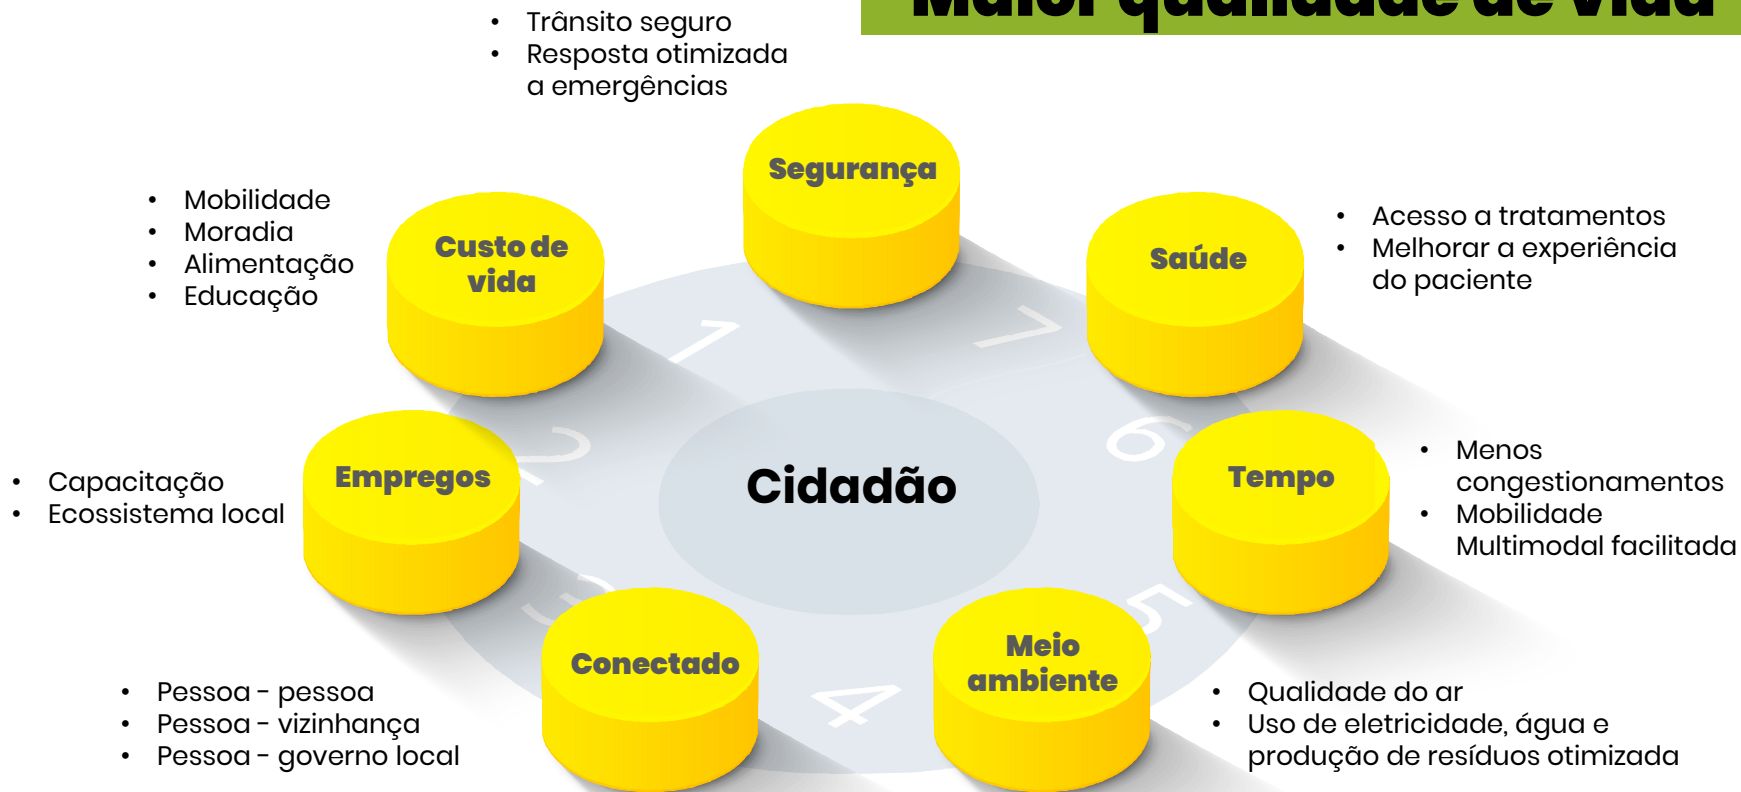 Maior qualidade de vida
• Trânsito seguro
• Resposta otimizada
a emergências
Segurança
• Mobilidade
• Moradia
• Alimentação
• Educação
Custo de
vida
Saúde
• Acesso a tratamentos
• Melhorar a experiência
do paciente
1
7
2
6
Cidadão
Empregos
• Capacitação
• Ecossistema local
Tempo
• Menos
congestionamentos
• Mobilidade
Multimodal facilitada
3
5
Conectado
• Pessoa - pessoa
• Pessoa - vizinhança
• Pessoa - governo local
4
Meio
ambiente
• Qualidade do ar
• Uso de eletricidade, água e
produção de resíduos otimizada